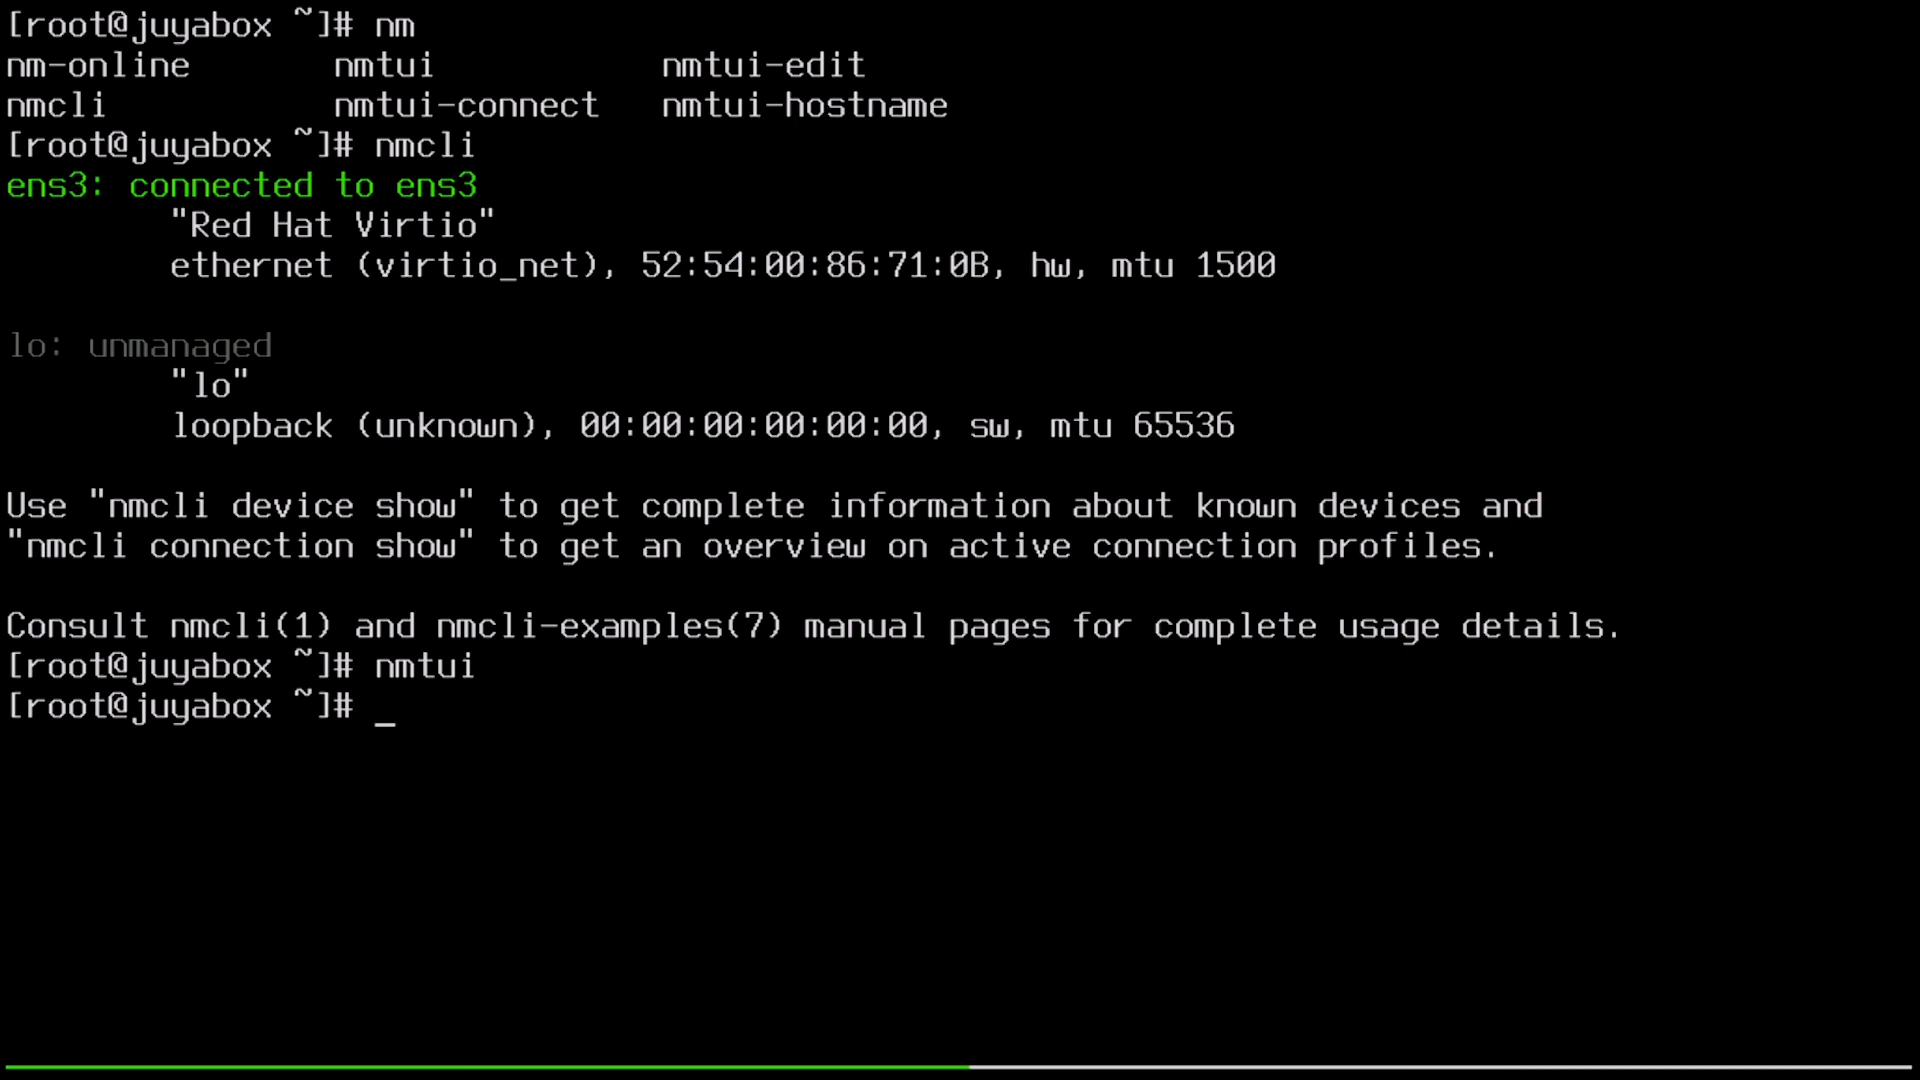 [root@juyabox ~]# nm
nm-online       nmtui           nmtui-edit
nmcli           nmtui-connect   nmtui-hostname
[root@juyabox ~]# nmcli
ens3: connected to ens3
        "Red Hat Virtio"
        ethernet (virtio_net), 52:54:00:86:71:0B, hw, mtu 1500

lo: unmanaged
        "lo"
        loopback (unknown), 00:00:00:00:00:00, sw, mtu 65536

Use "nmcli device show" to get complete information about known devices and
"nmcli connection show" to get an overview on active connection profiles.

Consult nmcli(1) and nmcli-examples(7) manual pages for complete usage details.
[root@juyabox ~]# nmtui
[root@juyabox ~]# _